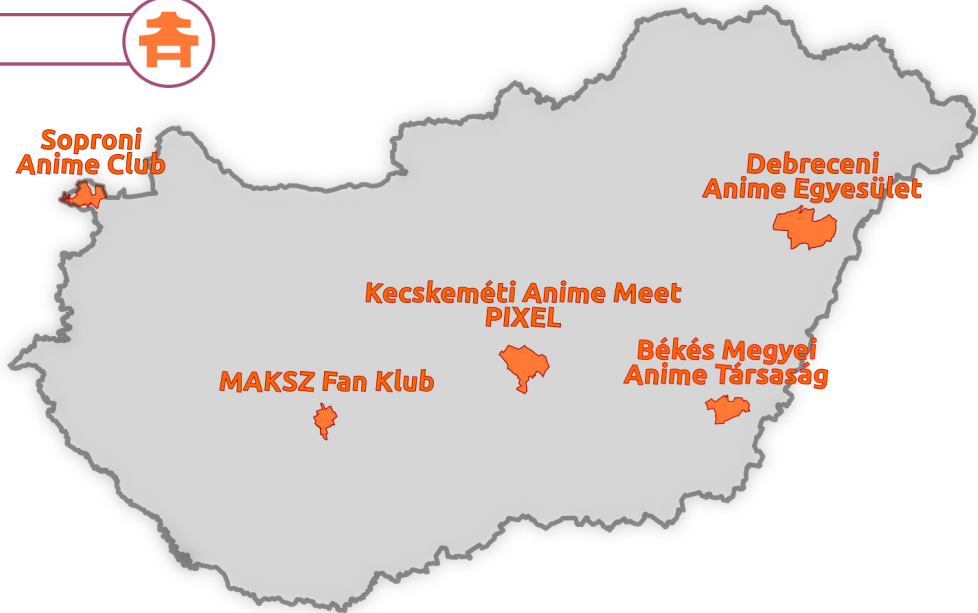 Soproni
Anime Club
Debreceni
Anime Egyesület
Kecskeméti Anime Meet
PIXEL
Békés Megyei
Anime Társaság
MAKSZ Fan Klub